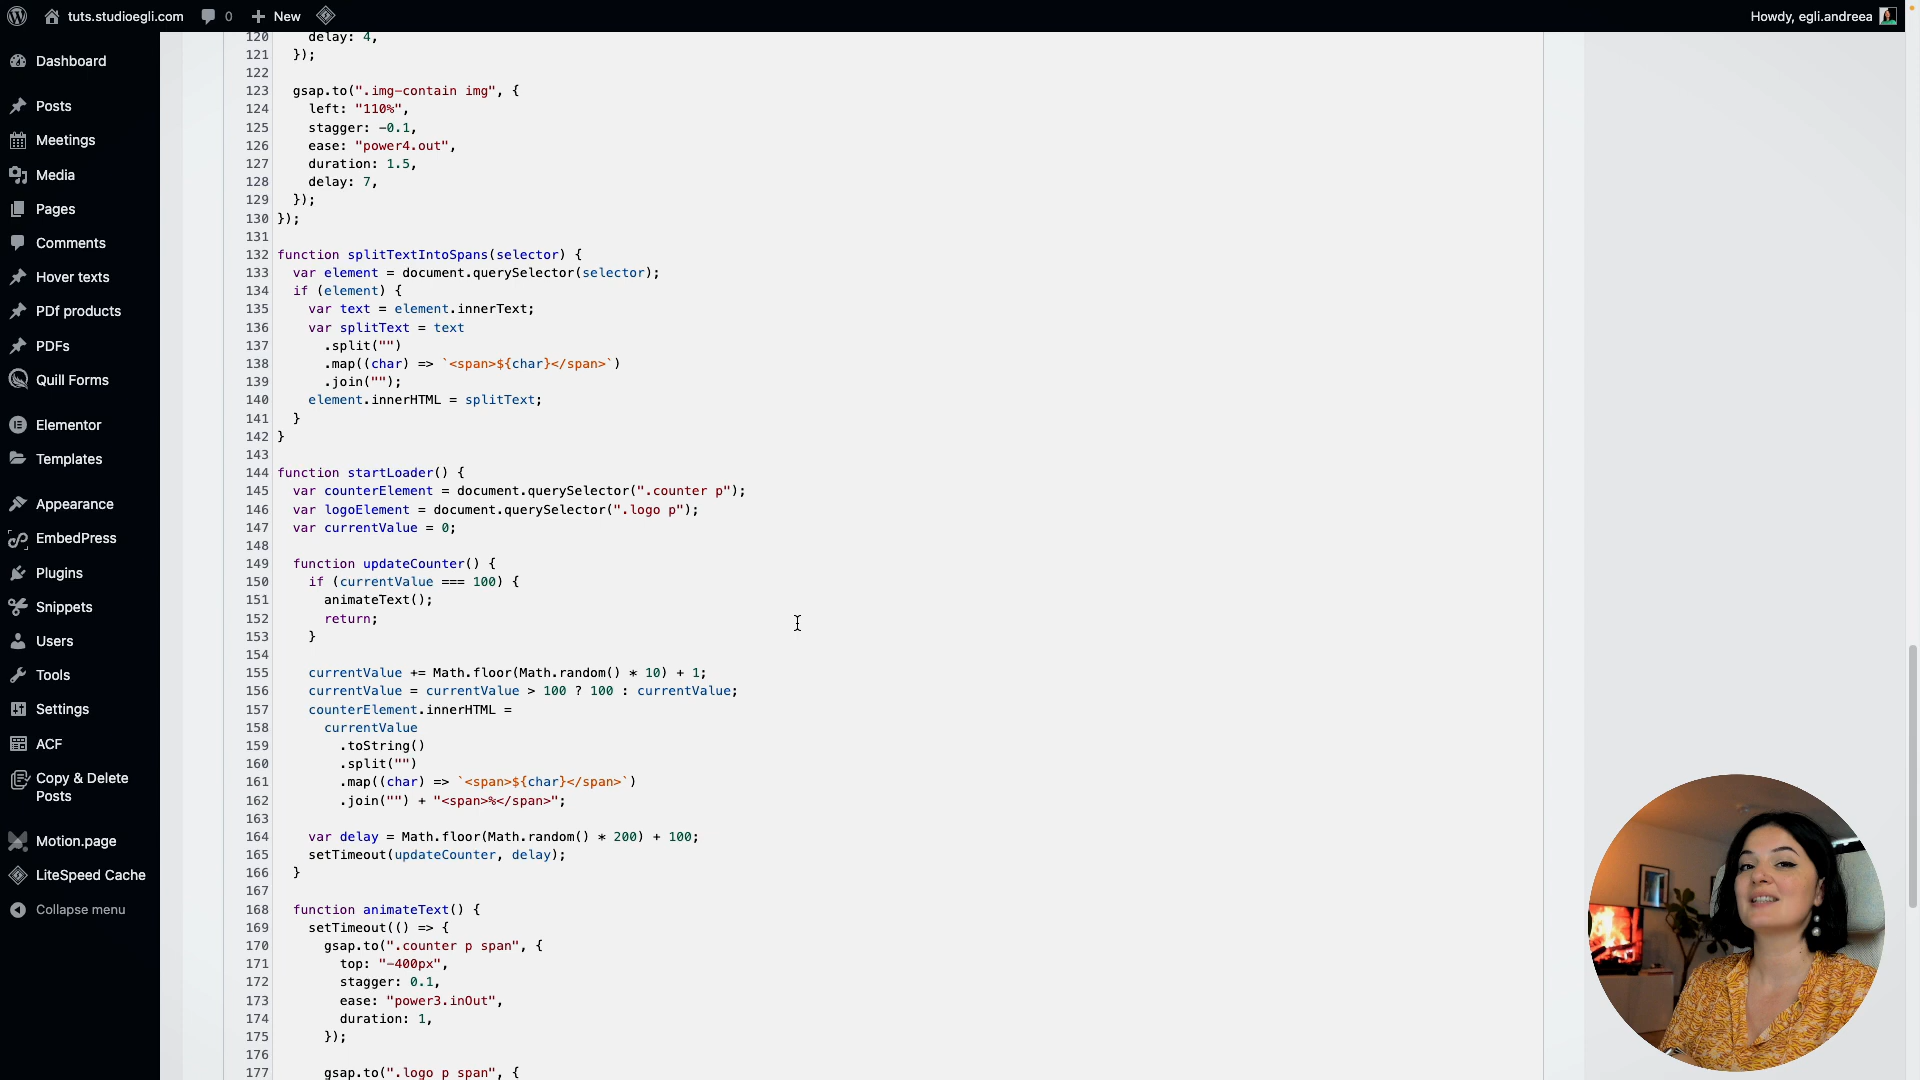 tuts.studioegli.com 0 New Howdy, egli.andreea
Dashboard
Posts
Meetings
Media
Pages
Comments
Hover texts
PDf products
PDFs
Quill Forms
Elementor
Templates
Appearance
EmbedPress
Plugins
Snippets
Users
Tools
Settings
ACF
Copy & Delete
Posts
Motion.page
LiteSpeed Cache
Collapse menu
120 delay: 4,
121 });
122
123 gsap.to(".img-contain img", {
124 left: "110%",
125 stagger: -0.1,
126 ease: "power4.out",
127 duration: 1.5,
128 delay: 7,
129 });
130 });
131
132 function splitTextIntoSpans(selector) {
133 var element = document.querySelector(selector);
134 if (element) {
135 var text = element.innerText;
136 var splitText = text
137 .split("")
138 .map((char) => `<span>${char}</span>`)
139 .join("");
140 element.innerHTML = splitText;
141 }
142 }
143
144 function startLoader() {
145 var counterElement = document.querySelector(".counter p");
146 var logoElement = document.querySelector(".logo p");
147 var currentValue = 0;
148
149 function updateCounter() {
150 if (currentValue === 100) {
151 animateText();
152 return;
153 }
154
155 currentValue += Math.floor(Math.random() * 10) + 1;
156 currentValue = currentValue > 100 ? 100 : currentValue;
157 counterElement.innerHTML =
158 currentValue
159 .toString()
160 .split("")
161 .map((char) => `<span>${char}</span>`)
162 .join("") + "<span>%</span>";
163
164 var delay = Math.floor(Math.random() * 200) + 100;
165 setTimeout(updateCounter, delay);
166 }
167
168 function animateText() {
169 setTimeout(() => {
170 gsap.to(".counter p span", {
171 top: "-400px",
172 stagger: 0.1,
173 ease: "power3.inOut",
174 duration: 1,
175 });
176
177 gsap.to(".logo p span", {